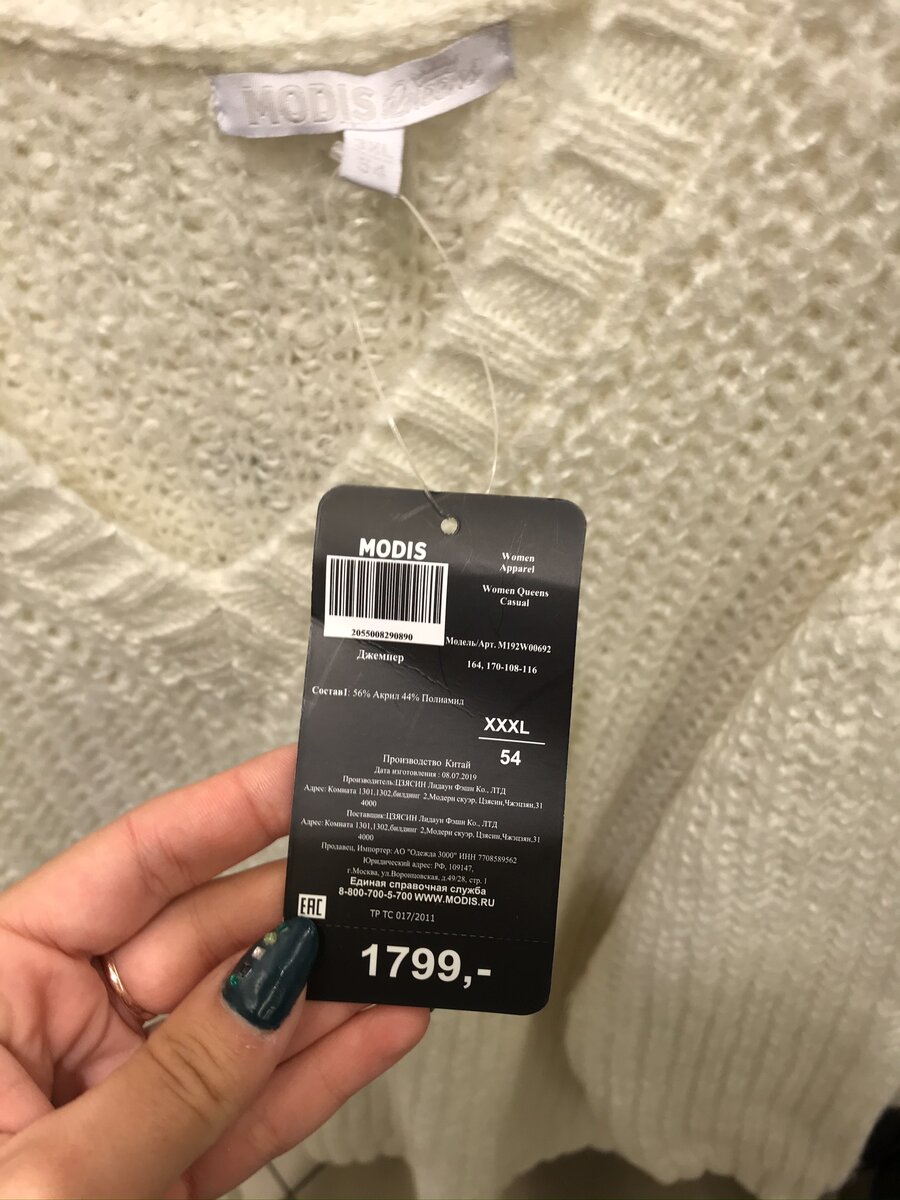 MODIS Queens
XXXL
54
MODIS
2055008290890
Джемпер
Women
Apparel
Women Queens
Casual
Модель/Арт. M192W00692
164, 170-108-116
Состав1: 56% Акрил 44% Полиамид
XXXL
54
Производство Китай
Дата изготовления : 08.07.2019
Производитель:ЦЗЯСИН Лидаун Фэшн Ко., ЛТД
Адрес: Комната 1301,1302,билдинг 2,Модерн скуэр, Цзясин,Чжэцзян,31
4000
Поставщик:ЦЗЯСИН Лидаун Фэшн Ко., ЛТД
Адрес: Комната 1301,1302,билдинг 2,Модерн скуэр, Цзясин,Чжэцзян,31
4000
Продавец, Импортер: АО "Одежда 3000" ИНН 7708589562
Юридический адрес: РФ, 109147,
г.Москва, ул.Воронцовская, д.49/28, стр. 1
Единая справочная служба
8-800-700-5-700 WWW.MODIS.RU
EAC
ТР ТС 017/2011
1799,-